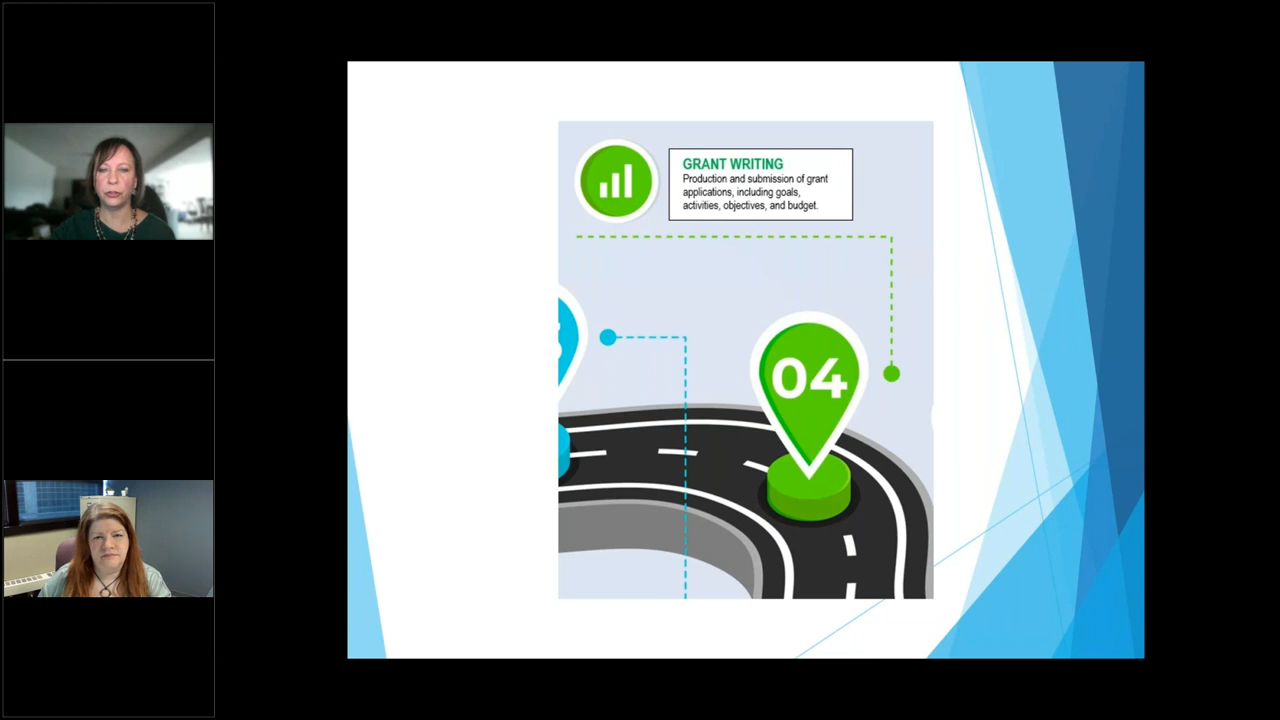 GRANT WRITING
Production and submission of grant
applications, including goals,
activities, objectives, and budget.
04